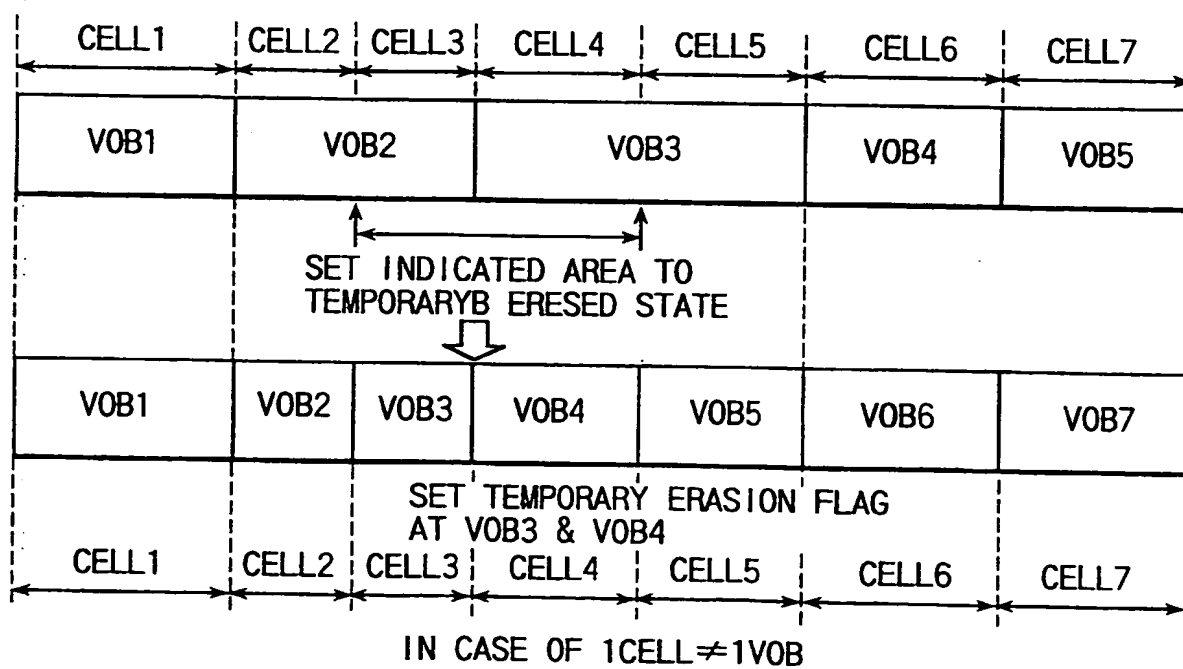 CELL1 CELL2 CELL3 CELL4 CELL5 CELL6 CELL7
VOB1 VOB2 VOB3 VOB4 VOB5
SET INDICATED AREA TO
TEMPORARYB ERESED STATE
VOB1 VOB2 VOB3 VOB4 VOB5 VOB6 VOB7
SET TEMPORARY ERASION FLAG
AT VOB3 & VOB4
CELL1 CELL2 CELL3 CELL4 CELL5 CELL6 CELL7
IN CASE OF 1CELL≠1VOB